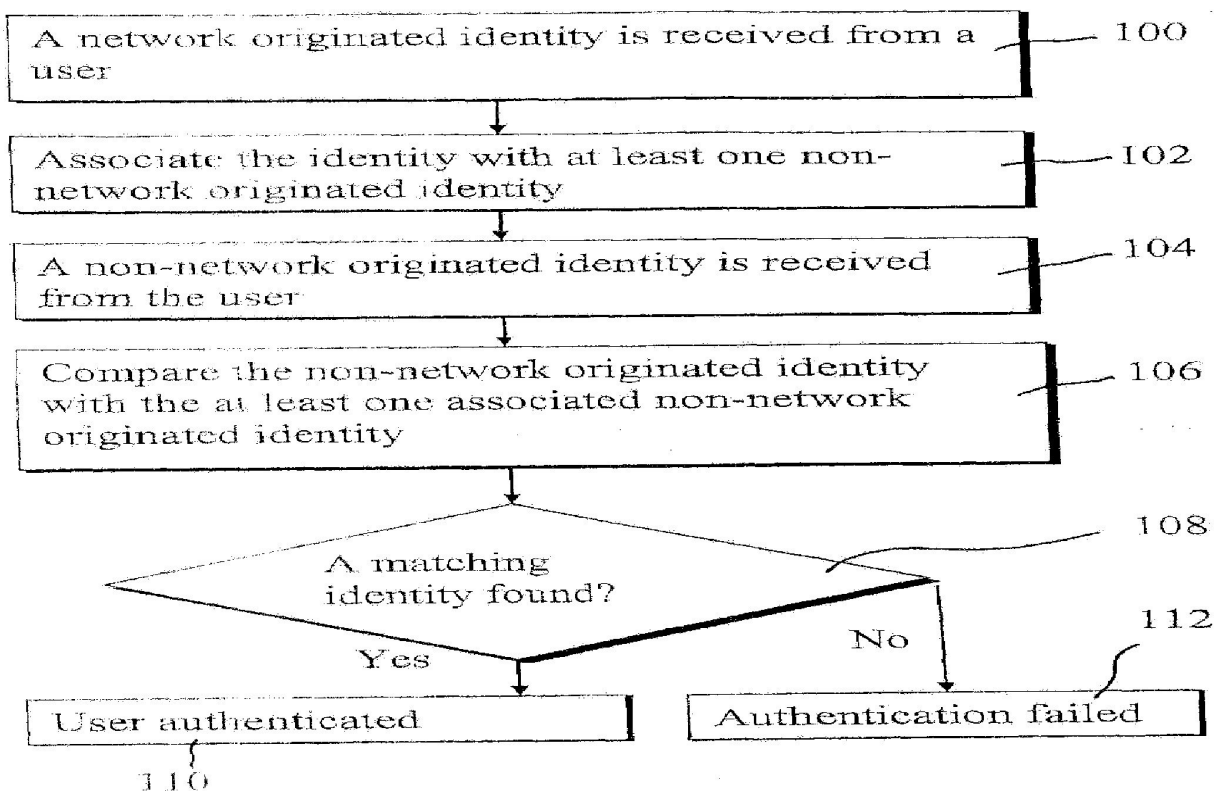 A network originated identity is received from a
user
100
Associate the identity with at least one non-
network originated identity
102
A non-network originated identity is received
from the user
104
Compare the non-network originated identity
with the at least one associated non-network
originated identity
106
A matching
identity found?
108
Yes
No
112
User authenticated
Authentication failed
110